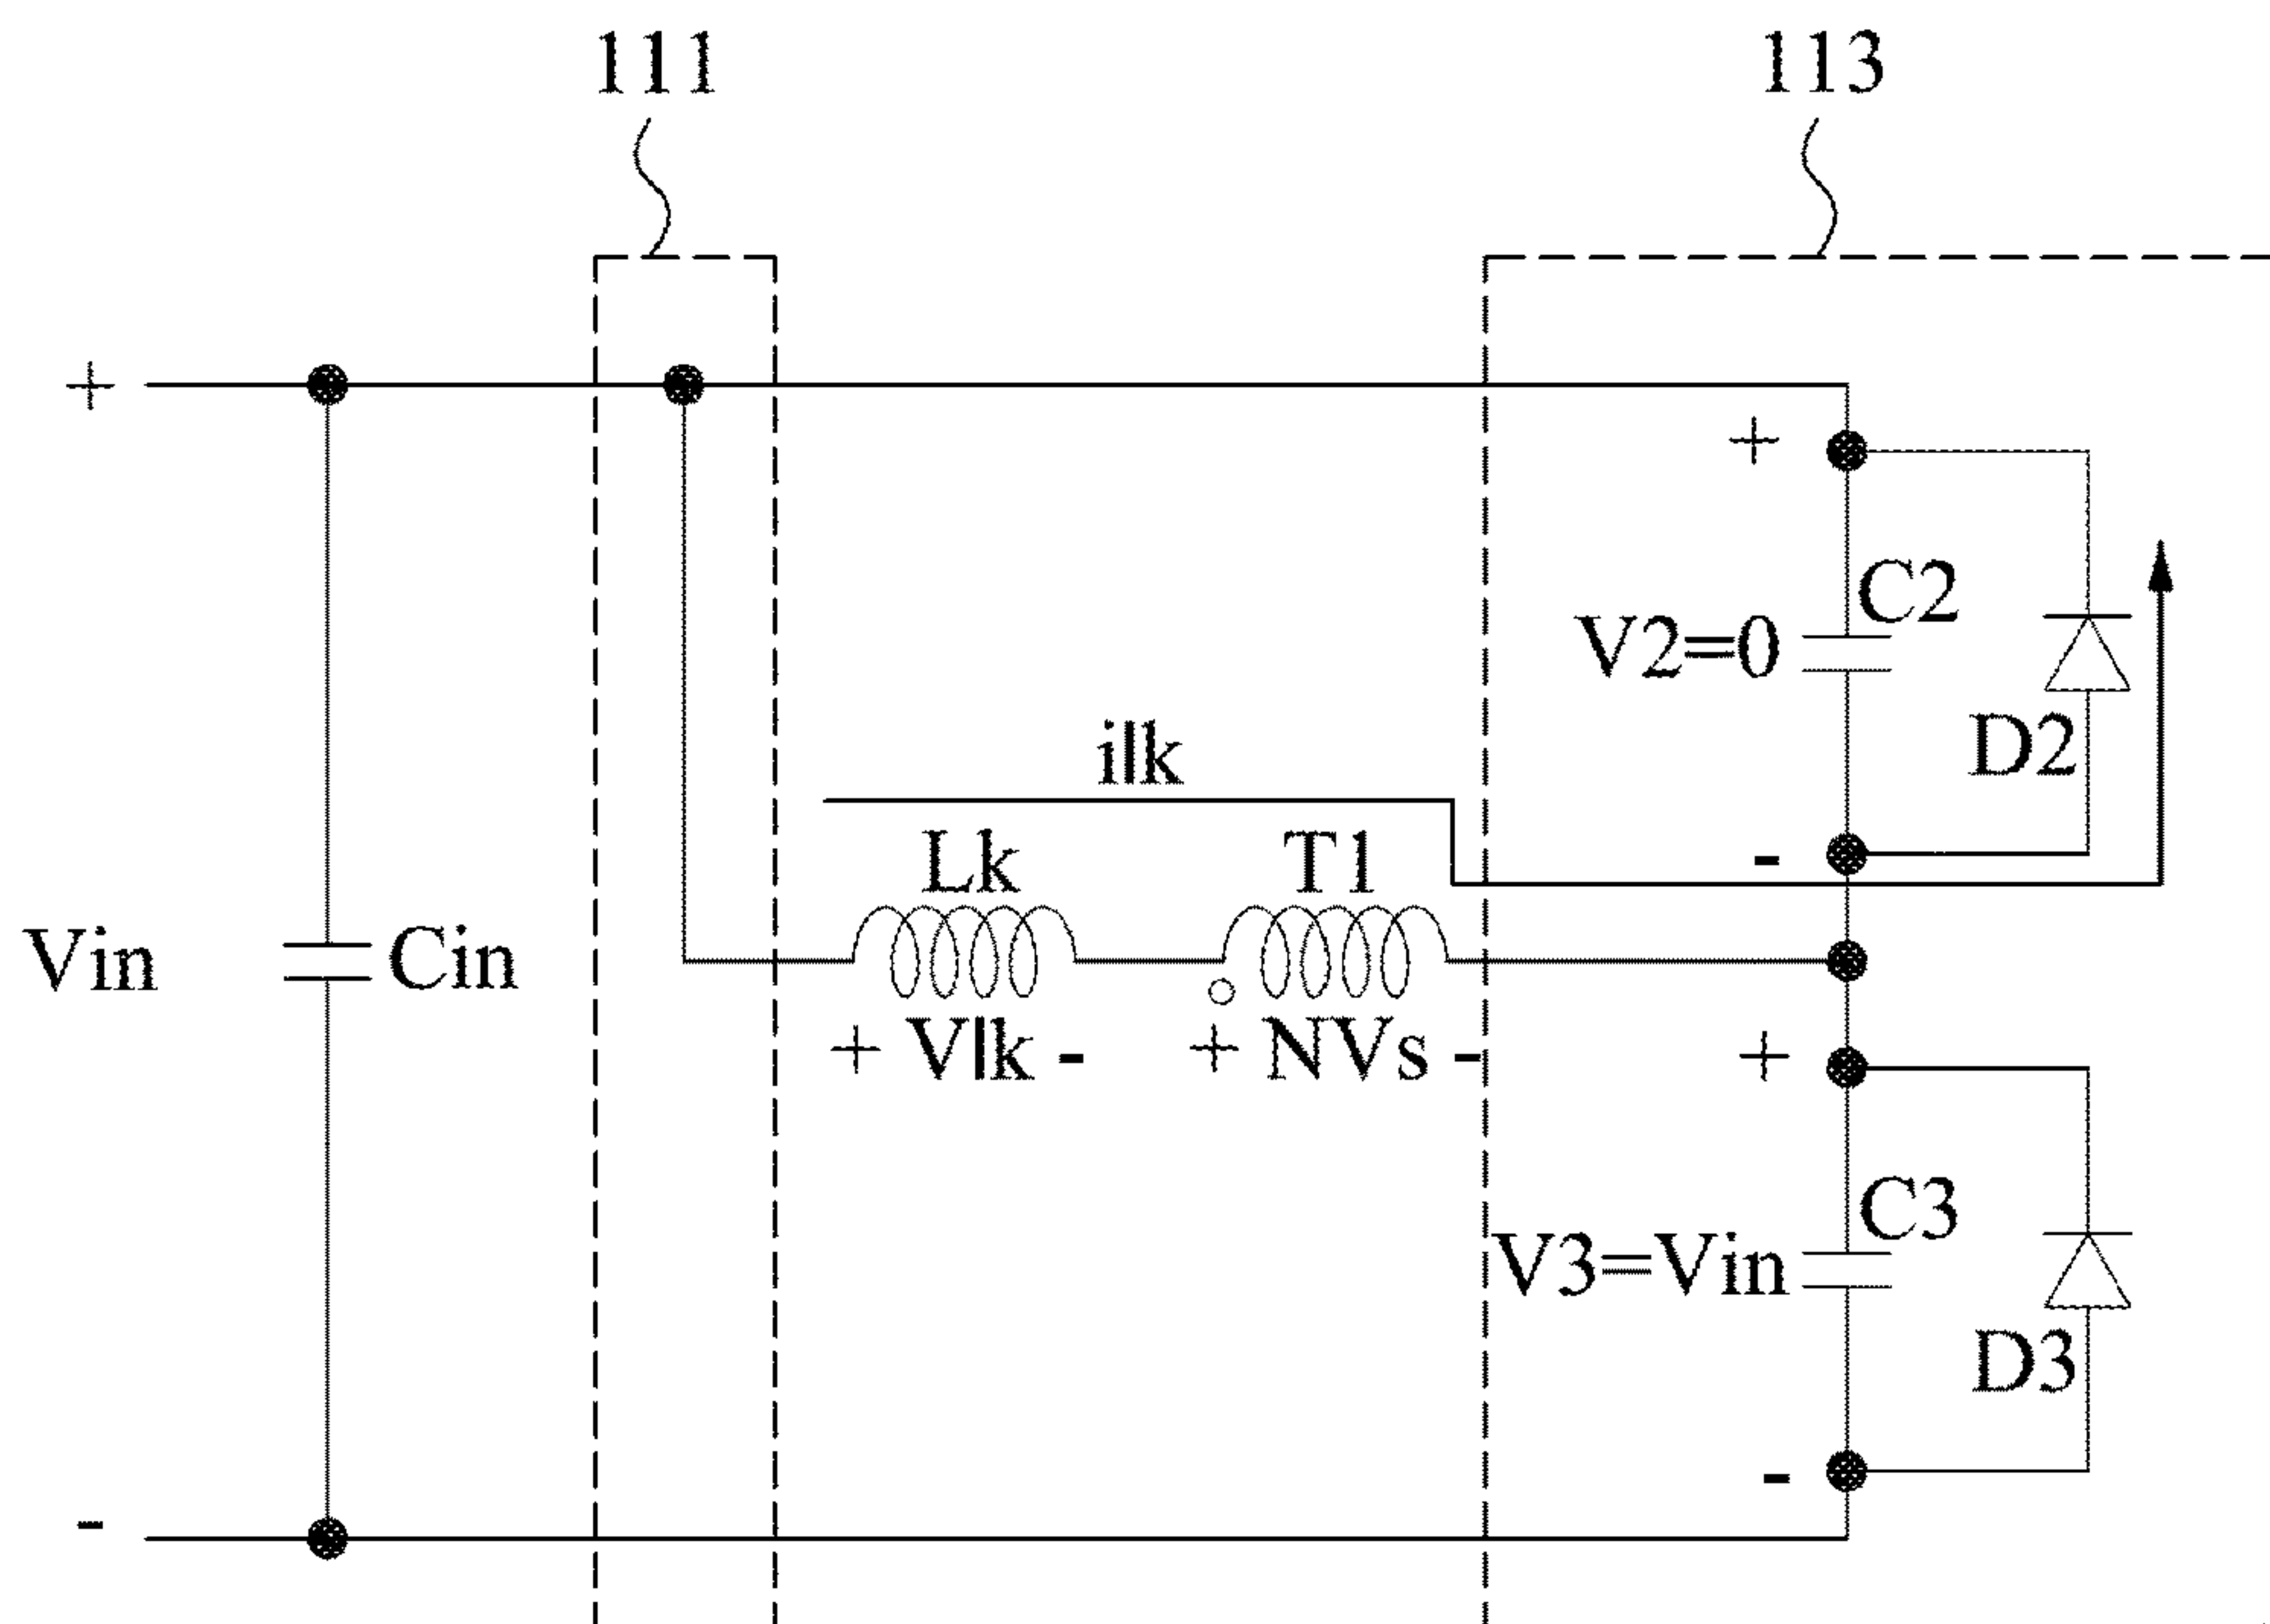 111
113
+
+
C2
V2=0
D2
ilk
Lk
T1
-
Vin
Cin
+ Vlk -
+ NVs -
+
C3
V3=Vin
D3
-
-